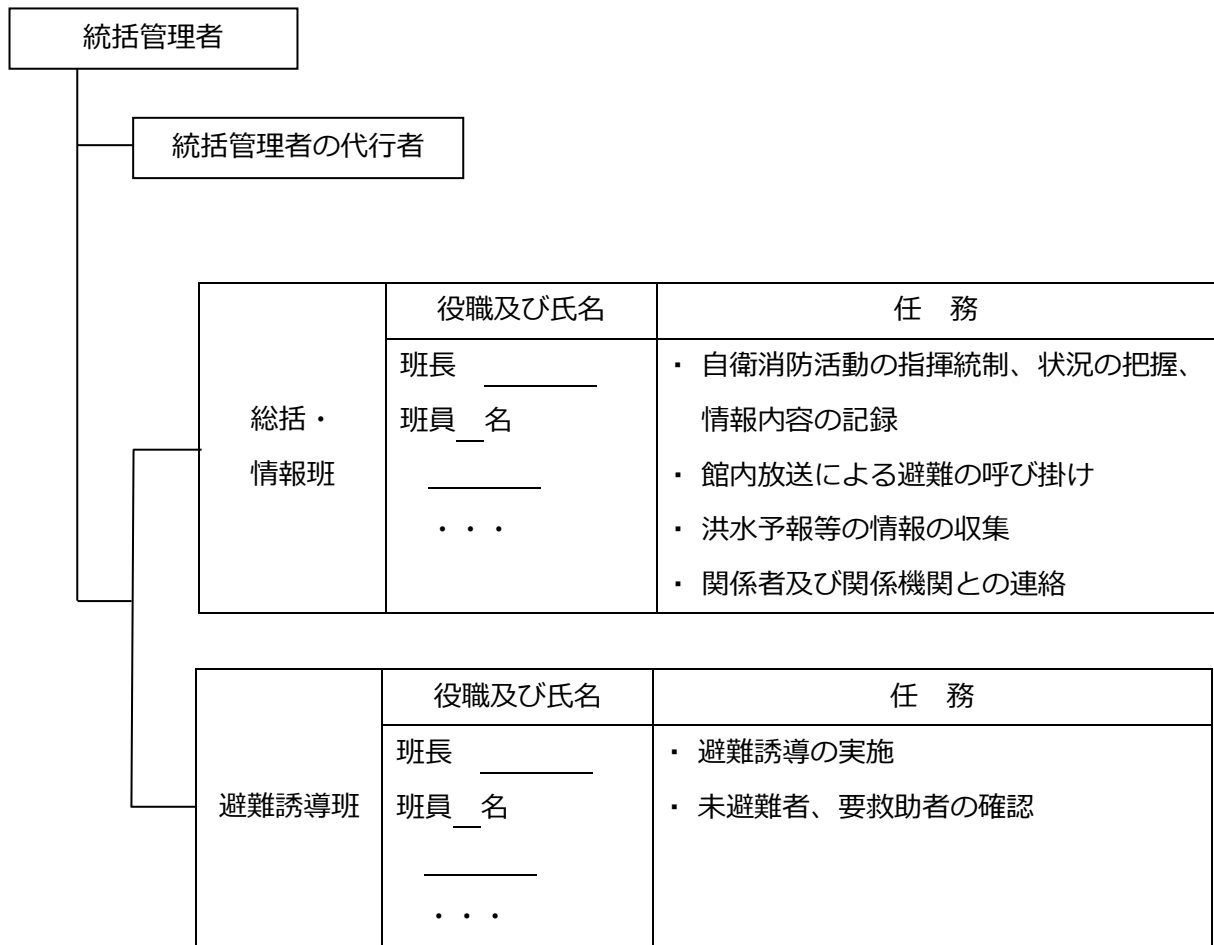 統括管理者
統括管理者の代行者
総括・
情報班
役職及び氏名
任 務
班長
班員 名
・・・
・ 自衛消防活動の指揮統制、状況の把握、
情報内容の記録
・ 館内放送による避難の呼び掛け
・ 洪水予報等の情報の収集
・ 関係者及び関係機関との連絡
避難誘導班
役職及び氏名
任 務
班長
班員 名
・・・
・ 避難誘導の実施
・ 未避難者、要救助者の確認